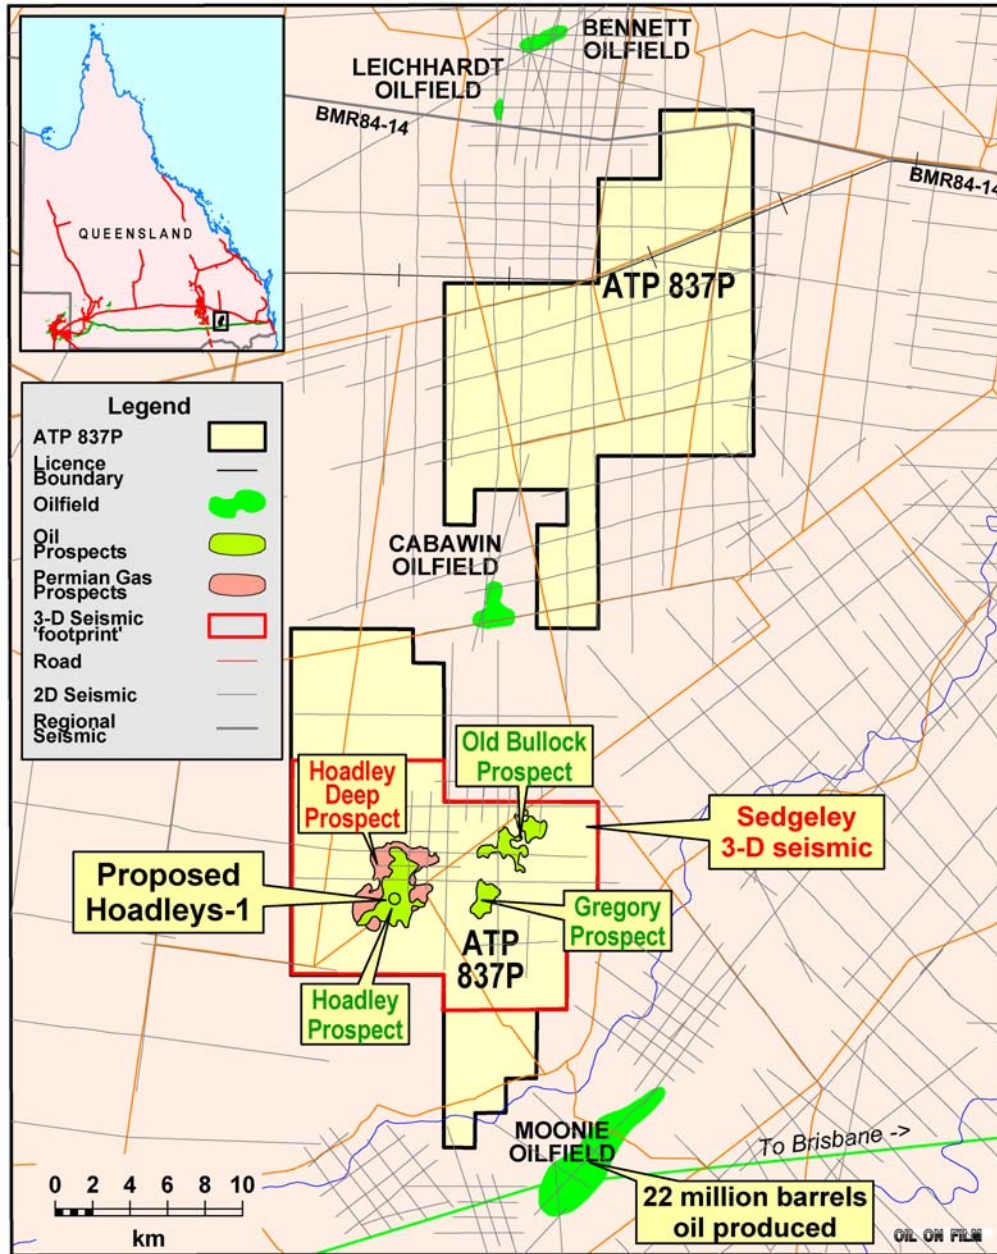 BENNETT
OILFIELD
LEICHHARDT
OILFIELD
BMR84-14
BMR84-14
QUEENSLAND
ATP 837P
Legend
ATP 837P
Licence
Boundary
Oilfield
Oil
Prospects
Permian Gas
Prospects
3-D Seismic
'footprint'
Road
2D Seismic
Regional
Seismic
CABAWIN
OILFIELD
Old Bullock
Prospect
Hoadley
Deep
Prospect
Sedgeley
3-D seismic
Proposed
Hoadleys-1
Gregory
Prospect
ATP
837P
Hoadley
Prospect
MOONIE
OILFIELD
To Brisbane ->
22 million barrels
oil produced
0 2 4 6 8 10
km
OIL ON FILM